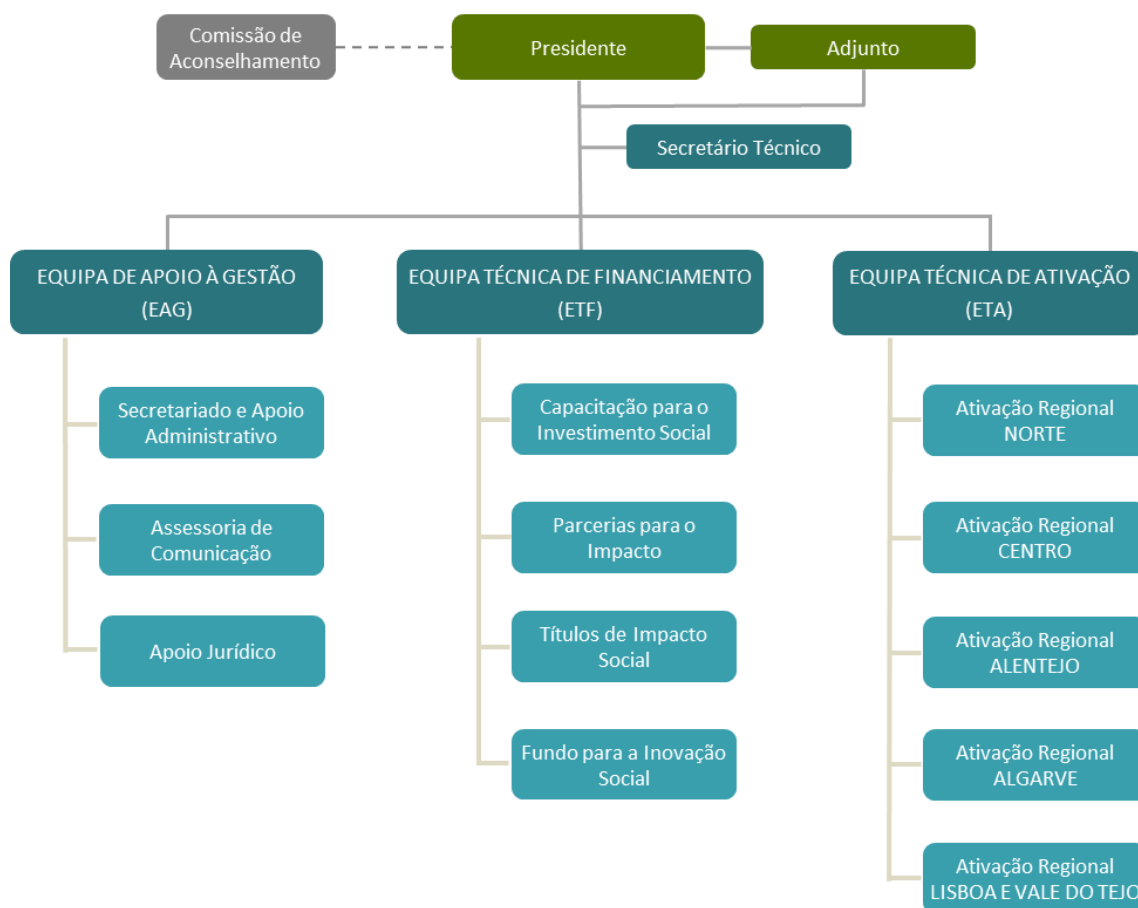 Comissão de
Aconselhamento
Presidente
Adjunto
Secretário Técnico
EQUIPA DE APOIO À GESTÃO
(EAG)
Secretariado e Apoio
Administrativo
Assessoria de
Comunicação
Apoio Jurídico
EQUIPA TÉCNICA DE FINANCIAMENTO
(ETF)
Capacitação para o
Investimento Social
Parcerias para o
Impacto
Títulos de Impacto
Social
Fundo para a Inovação
Social
EQUIPA TÉCNICA DE ATIVAÇÃO
(ETA)
Ativação Regional
NORTE
Ativação Regional
CENTRO
Ativação Regional
ALENTEJO
Ativação Regional
ALGARVE
Ativação Regional
LISBOA E VALE DO TEJO